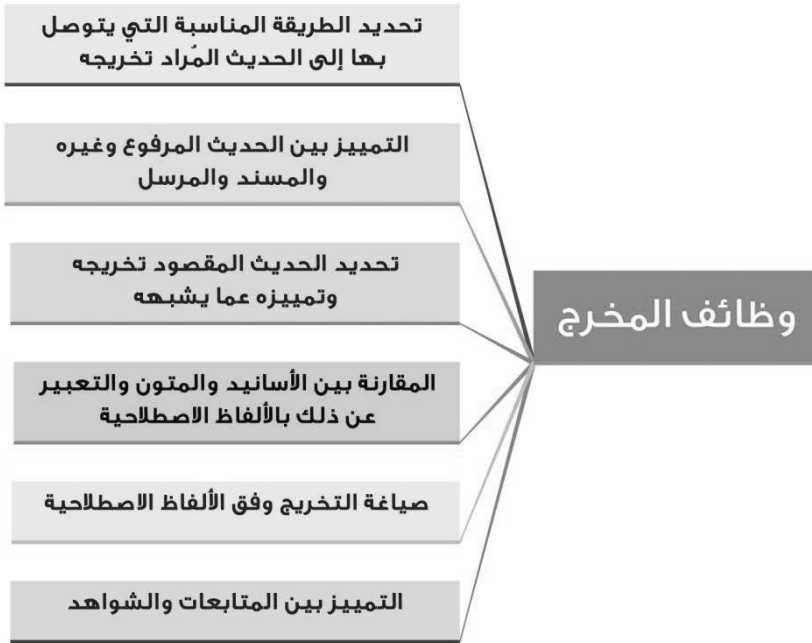 وظائف المخرج
تحديد الطريقة المناسبة التي يتوصل
بها إلى الحديث المُراد تخريجه
التمييز بين الحديث المرفوع وغيره
والمسند والمرسل
تحديد الحديث المقصود تخريجه
وتمييزه عما يشبهه
المقارنة بين الأسانيد والمتون والتعبير
عن ذلك بالألفاظ الاصطلاحية
صياغة التخريج وفق الألفاظ الاصطلاحية
التمييز بين المتابعات والشواهد